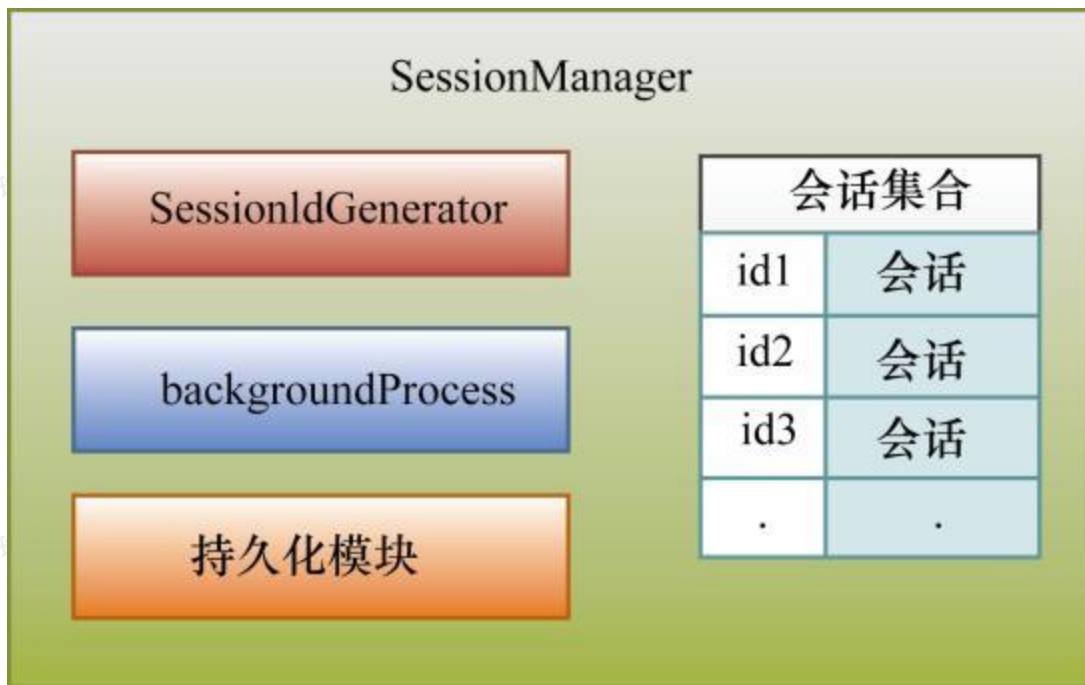 SessionManager
SessionIdGenerator
backgroundProcess
持久化模块
会话集合
id1 会话
id2 会话
id3 会话
. .